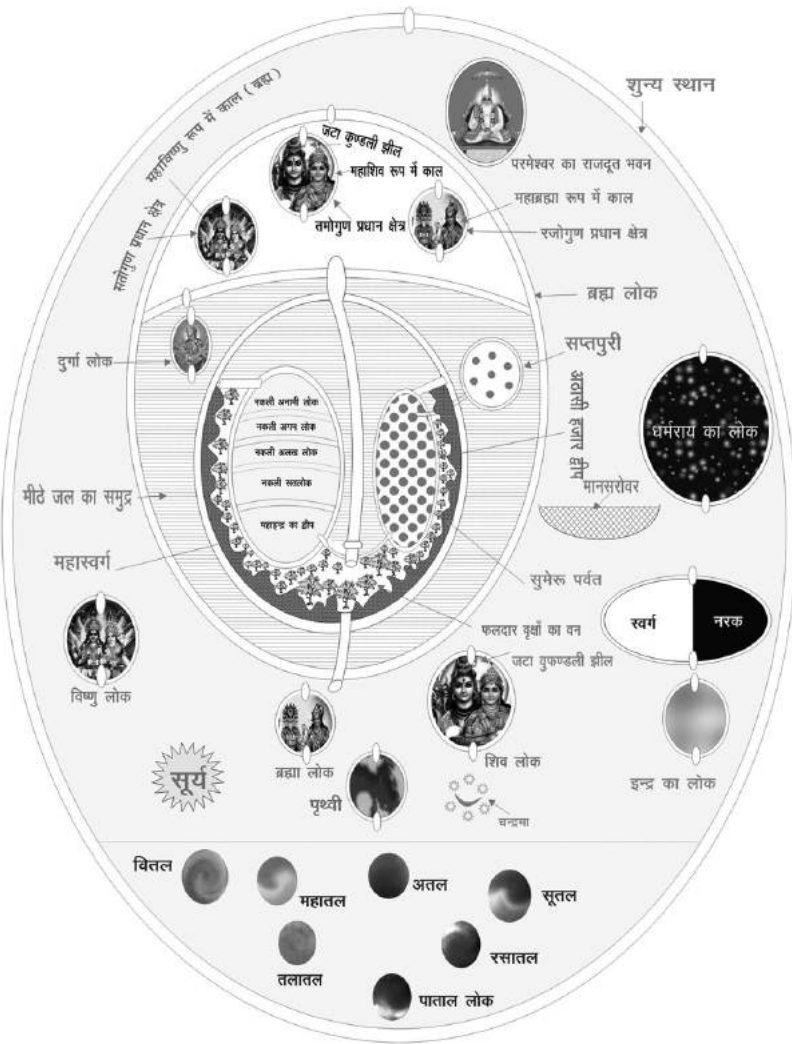 महाविष्णु रूप में काल ( ब्रह्म )
शुन्य स्थान
जटा कुण्डली झील
परमेश्वर का राजदूत भवन
महाशिव रूप में काल
महाब्रह्मा रूप में काल
सतोगुण प्रधान क्षेत्र
तमोगुण प्रधान क्षेत्र
रजोगुण प्रधान क्षेत्र
ब्रह्म लोक
सप्तपुरी
दुर्गा लोक
अठासी हजार द्वीप
नकली अनामी लोक
नकली अगम लोक
नकली अलख लोक
नकली सतलोक
महाइन्द्र का द्वीप
धर्मराय का लोक
मानसरोवर
मीठे जल का समुद्र
महास्वर्ग
सुमेरू पर्वत
स्वर्ग
नरक
फलदार वृक्षों का वन
जटा वुफण्डली झील
विष्णु लोक
शिव लोक
ब्रह्मा लोक
इन्द्र का लोक
सूर्य
पृथ्वी
चन्द्रमा
वितल
महातल
अतल
सूतल
तलातल
रसातल
पाताल लोक